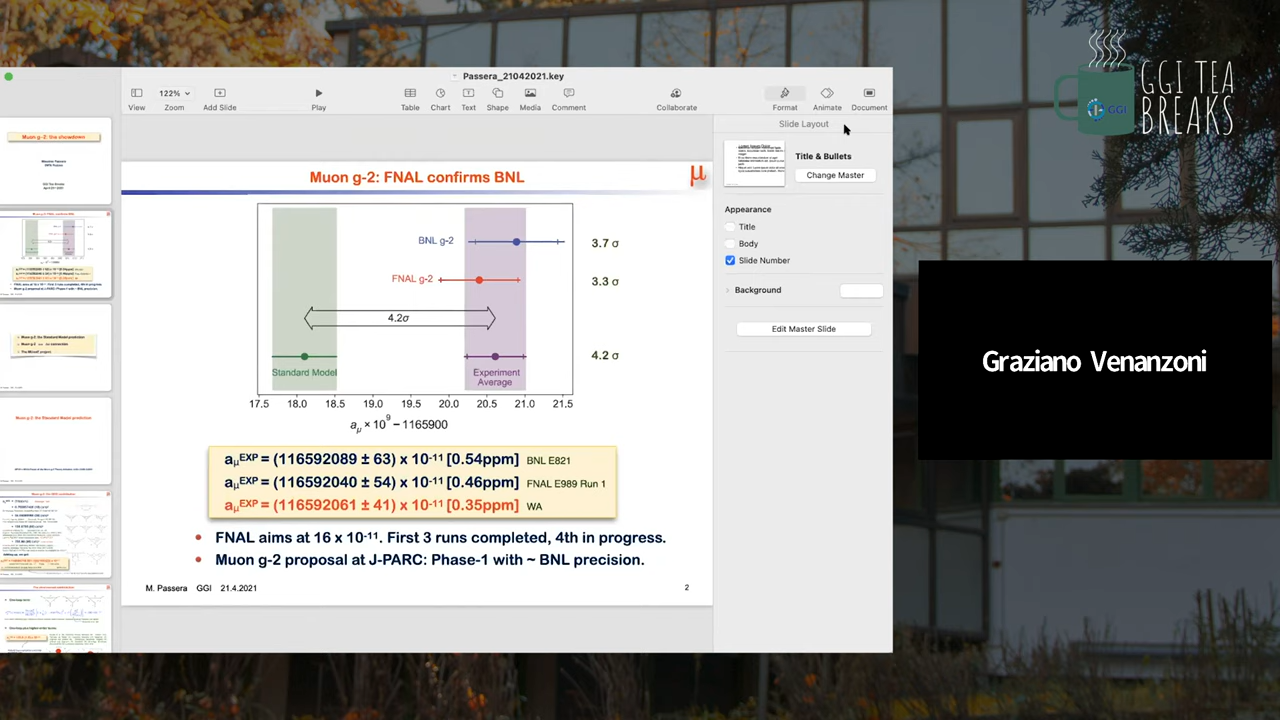 Passera_21042021.key
122%
View
Zoom
Add Slide
Play
Table
Chart
Text
Shape
Media
Comment
Collaborate
Format
Animate
Document
GGI TEA
BREAKS
GGI
Slide Layout
Title & Bullets
Change Master
Appearance
Title
Body
Slide Number
Background
Edit Master Slide
Muon g-2: the showdown
Muon g-2: FNAL confirms BNL
μ
BNL g-2
3.7 σ
FNAL g-2
3.3 σ
4.2σ
4.2 σ
Standard Model
Experiment
Average
17.5 18.0 18.5 19.0 19.5 20.0 20.5 21.0 21.5
aμ × 10⁹ − 1165900
aμEXP = (116592089 ± 63) x 10-11 [0.54ppm] BNL E821
aμEXP = (116592040 ± 54) x 10-11 [0.46ppm] FNAL E989 Run 1
aμEXP = (116592061 ± 41) x 10-11 [0.35ppm] WA
• FNAL aims at 16 x 10-11. First 3 runs completed, 4th in progress.
• Muon g-2 proposal at J-PARC: Phase-1 with ~ BNL precision.
M. Passera GGI 21.4.2021
2
Graziano Venanzoni